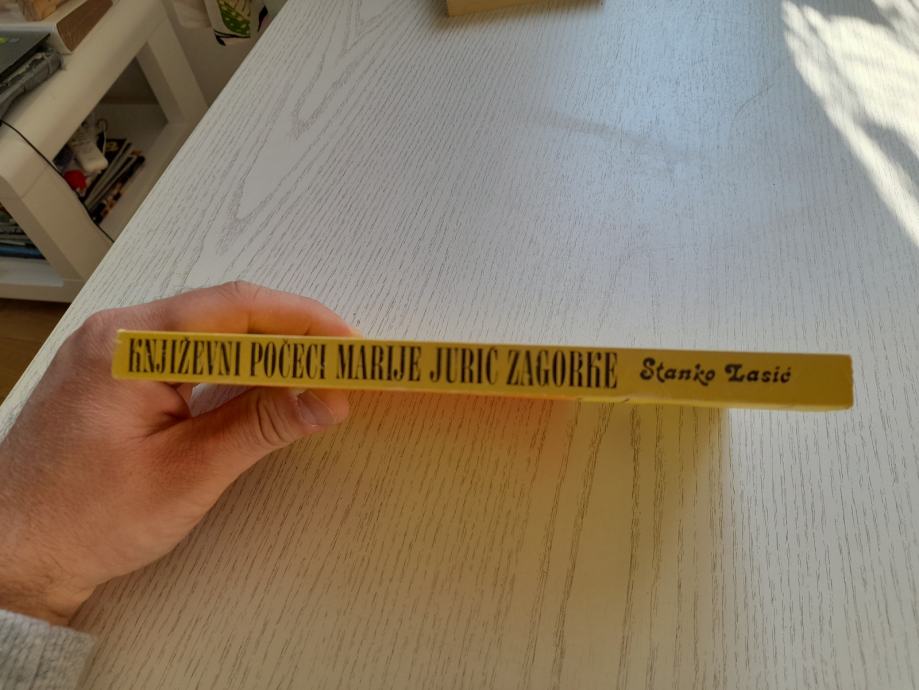 KNJIŽEVNI POČECI MARIJE JURIĆ ZAGORKE Stanko Lasić